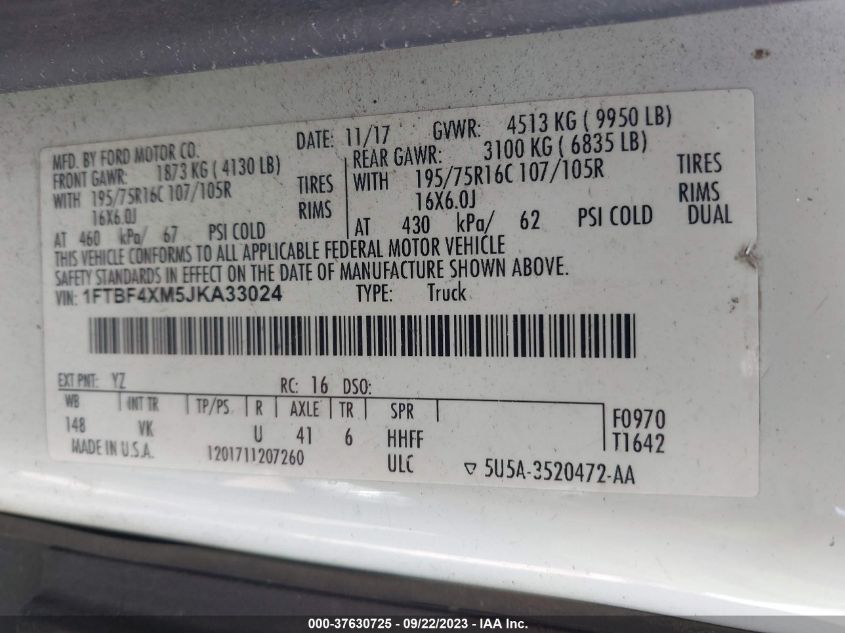 MFD. BY FORD MOTOR CO. DATE: 11/17 GVWR: 4513 KG ( 9950 LB)
FRONT GAWR: 1873 KG ( 4130 LB) REAR GAWR: 3100 KG ( 6835 LB)
WITH 195/75R16C 107/105R TIRES WITH 195/75R16C 107/105R TIRES
16X6.0J RIMS 16X6.0J RIMS
AT 460 kPa/ 67 PSI COLD AT 430 kPa/ 62 PSI COLD DUAL
THIS VEHICLE CONFORMS TO ALL APPLICABLE FEDERAL MOTOR VEHICLE
SAFETY STANDARDS IN EFFECT ON THE DATE OF MANUFACTURE SHOWN ABOVE.
VIN: 1FTBF4XM5JKA33024 TYPE: Truck
EXT PNT: YZ RC: 16 DSO:
WB INT TR TP/PS R AXLE TR SPR F0970
148 VK U 41 6 HHFF T1642
MADE IN U.S.A. 1201711207260 ULC ▽ 5U5A-3520472-AA
000-37630725 - 09/22/2023 - IAA Inc.